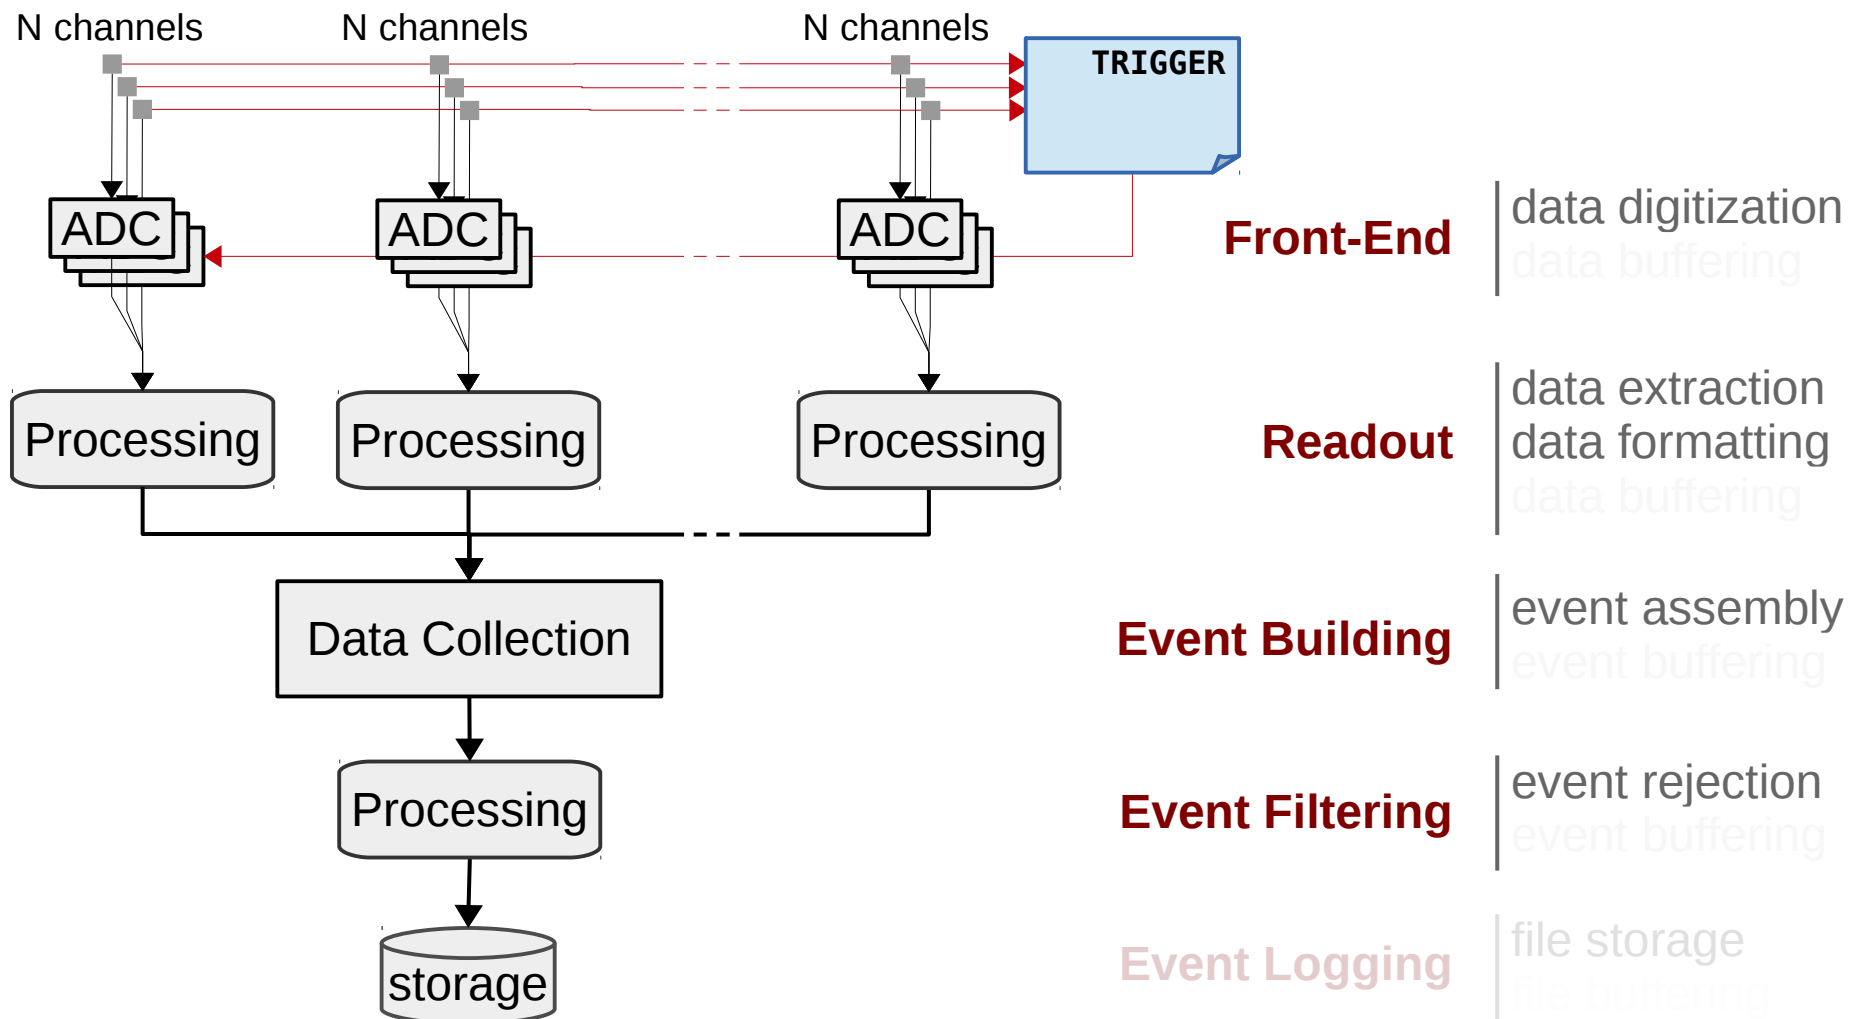 N channels
N channels
N channels
TRIGGER
ADC
ADC
ADC
Front-End
data digitization
data buffering
Processing
Processing
Processing
Readout
data extraction
data formatting
data buffering
Data Collection
Event Building
event assembly
event buffering
Processing
Event Filtering
event rejection
event buffering
storage
Event Logging
file storage
file buffering